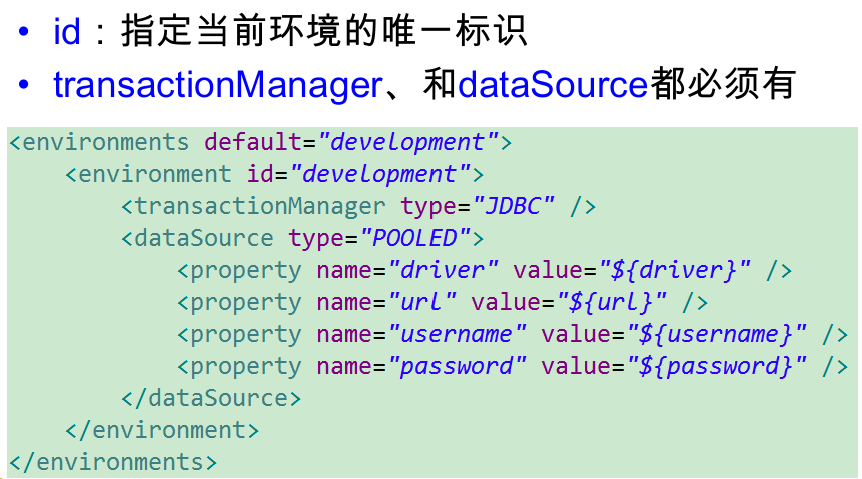 • id：指定当前环境的唯一标识
• transactionManager、和dataSource都必须有
<environments default="development">
    <environment id="development">
        <transactionManager type="JDBC" />
        <dataSource type="POOLED">
            <property name="driver" value="${driver}" />
            <property name="url" value="${url}" />
            <property name="username" value="${username}" />
            <property name="password" value="${password}" />
        </dataSource>
    </environment>
</environments>